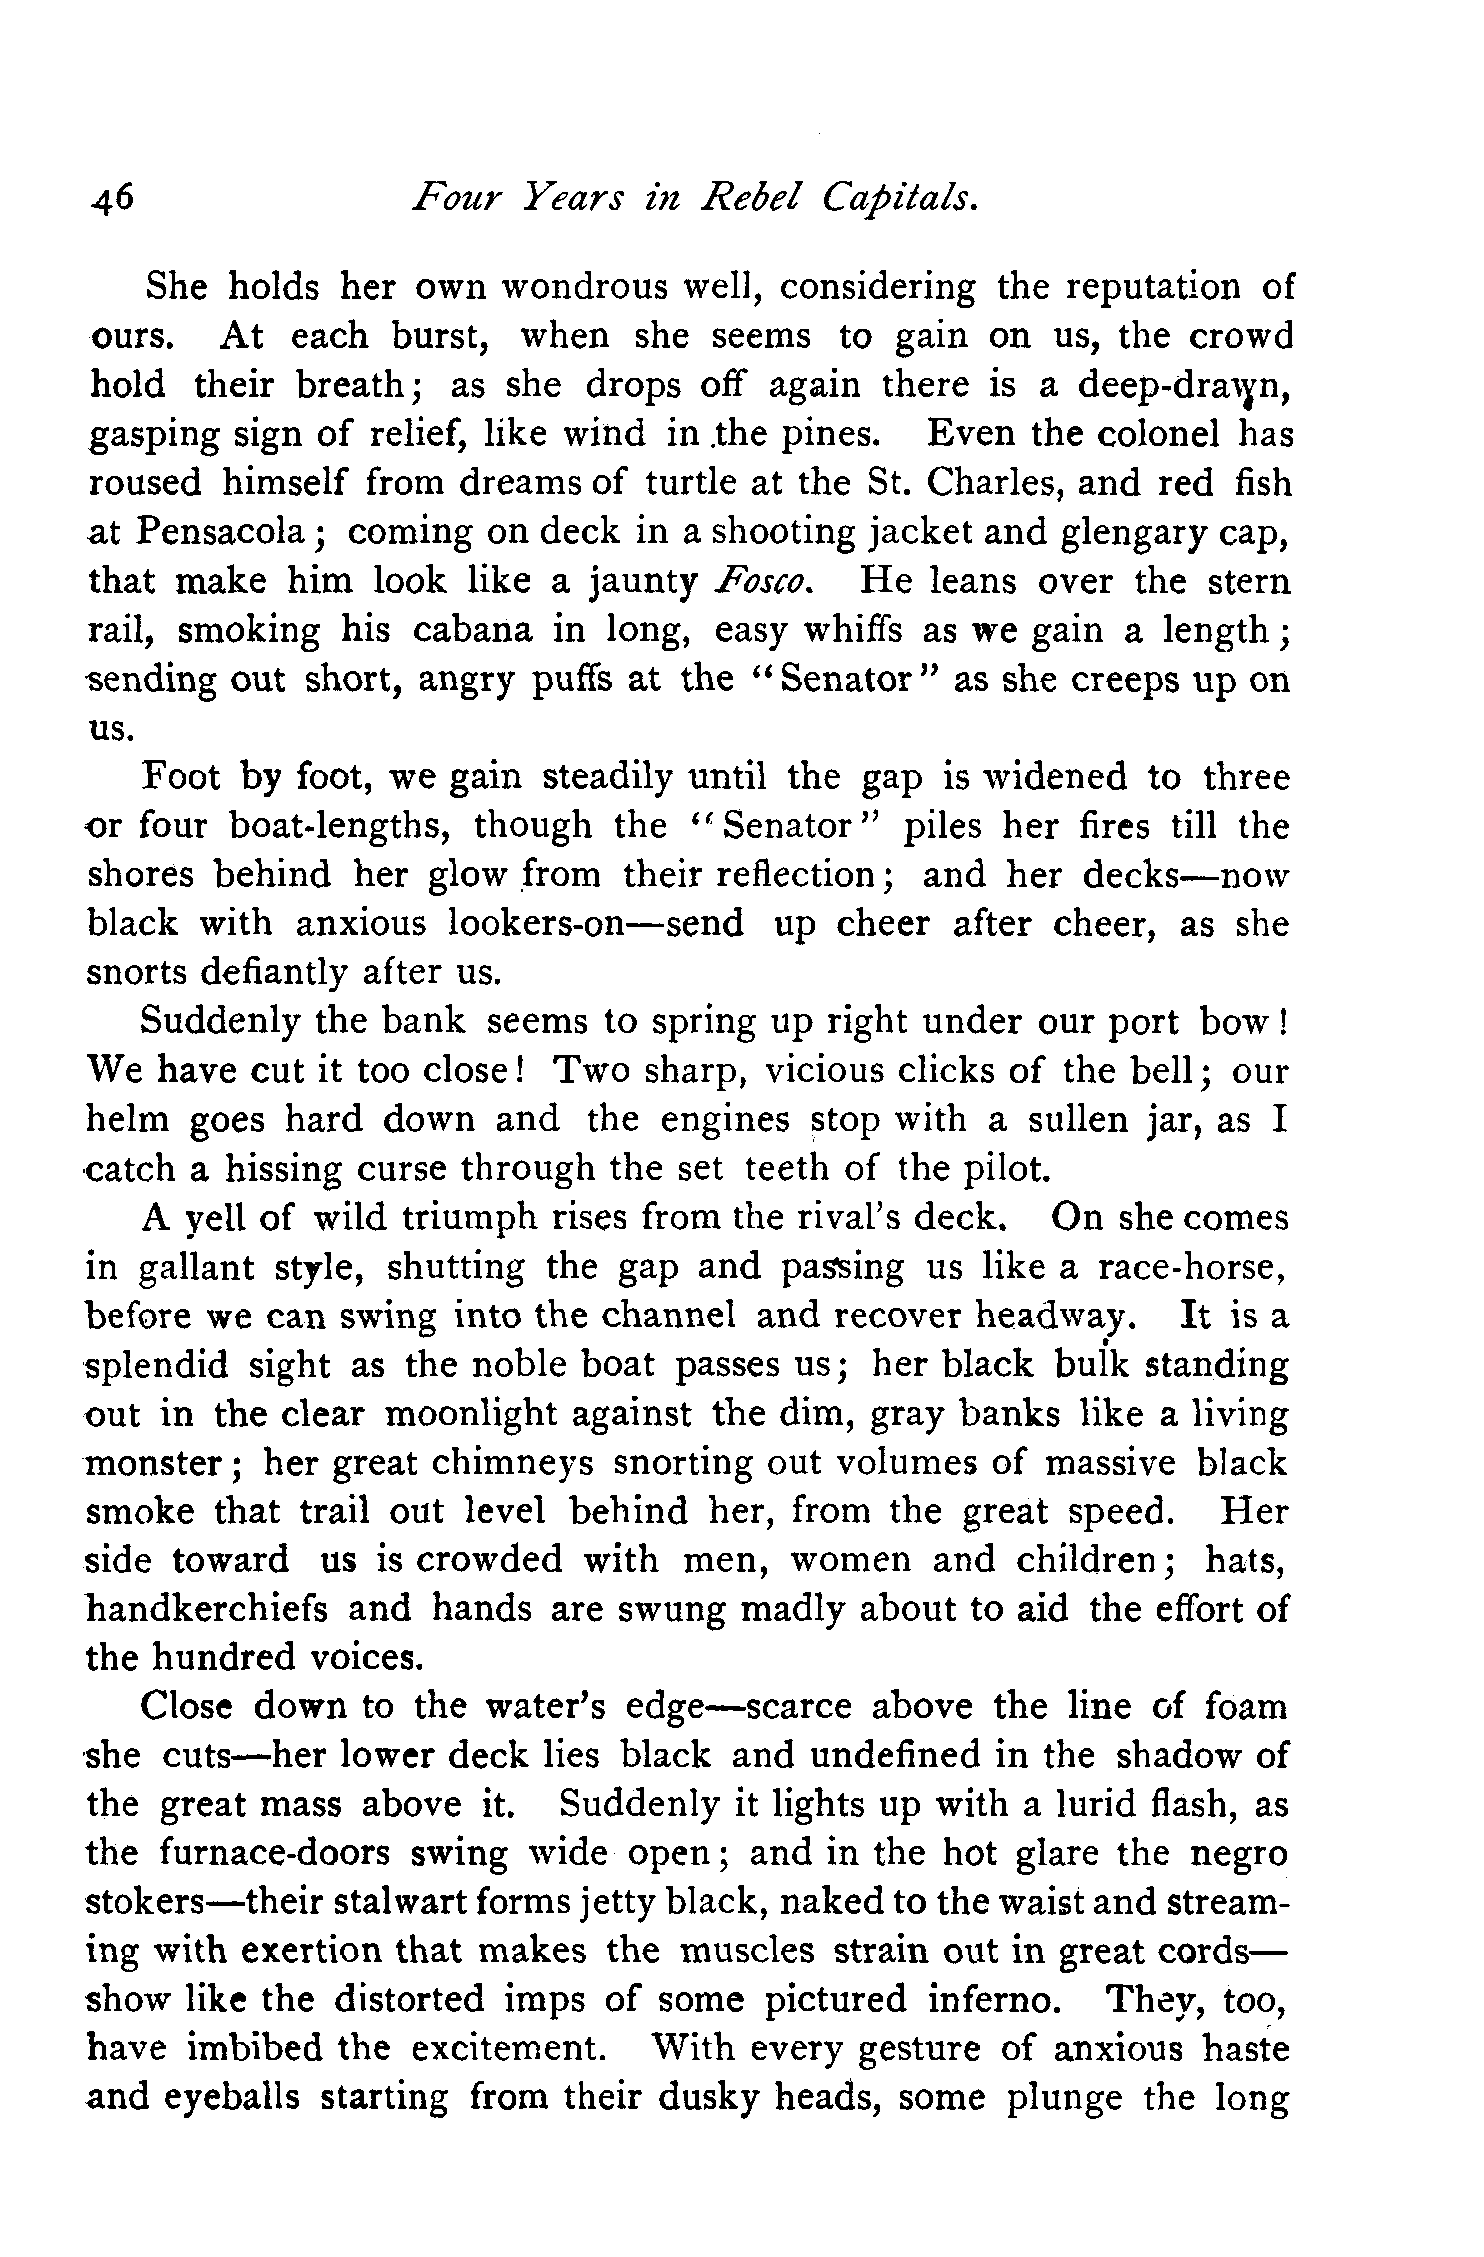 46 Four Years in Rebel Capitals.
She holds her own wondrous well, considering the reputation of
ours. At each burst, when she seems to gain on us, the crowd
hold their breath; as she drops off again there is a deep-drawn,
gasping sign of relief, like wind in the pines. Even the colonel has
roused himself from dreams of turtle at the St. Charles, and red fish
at Pensacola; coming on deck in a shooting jacket and glengary cap,
that make him look like a jaunty Fosco. He leans over the stern
rail, smoking his cabana in long, easy whiffs as we gain a length;
sending out short, angry puffs at the "Senator" as she creeps up on
us.
Foot by foot, we gain steadily until the gap is widened to three
or four boat-lengths, though the "Senator" piles her fires till the
shores behind her glow from their reflection; and her decks—now
black with anxious lookers-on—send up cheer after cheer, as she
snorts defiantly after us.
Suddenly the bank seems to spring up right under our port bow!
We have cut it too close! Two sharp, vicious clicks of the bell; our
helm goes hard down and the engines stop with a sullen jar, as I
catch a hissing curse through the set teeth of the pilot.
A yell of wild triumph rises from the rival's deck. On she comes
in gallant style, shutting the gap and passing us like a race-horse,
before we can swing into the channel and recover headway. It is a
splendid sight as the noble boat passes us; her black bulk standing
out in the clear moonlight against the dim, gray banks like a living
monster; her great chimneys snorting out volumes of massive black
smoke that trail out level behind her, from the great speed. Her
side toward us is crowded with men, women and children; hats,
handkerchiefs and hands are swung madly about to aid the effort of
the hundred voices.
Close down to the water's edge—scarce above the line of foam
she cuts—her lower deck lies black and undefined in the shadow of
the great mass above it. Suddenly it lights up with a lurid flash, as
the furnace-doors swing wide open; and in the hot glare the negro
stokers—their stalwart forms jetty black, naked to the waist and stream-
ing with exertion that makes the muscles strain out in great cords—
show like the distorted imps of some pictured inferno. They, too,
have imbibed the excitement. With every gesture of anxious haste
and eyeballs starting from their dusky heads, some plunge the long